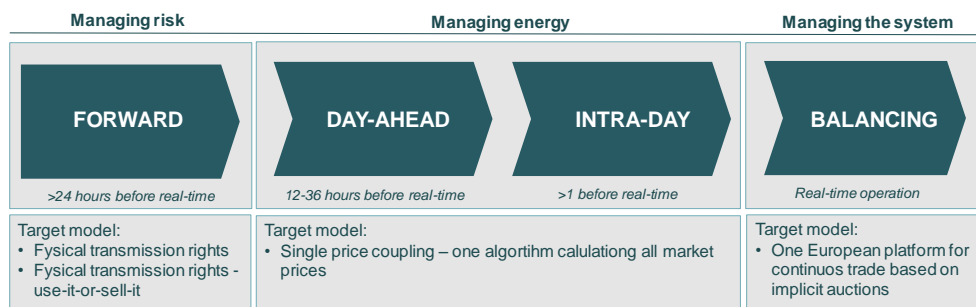 Managing risk
Managing energy
Managing the system
FORWARD
DAY-AHEAD
INTRA-DAY
BALANCING
>24 hours before real-time
12-36 hours before real-time
>1 before real-time
Real-time operation
Target model:
• Fysical transmission rights
• Fysical transmission rights -
use-it-or-sell-it
Target model:
• Single price coupling – one algortihm calulationg all market
prices
Target model:
• One European platform for
continuos trade based on
implicit auctions